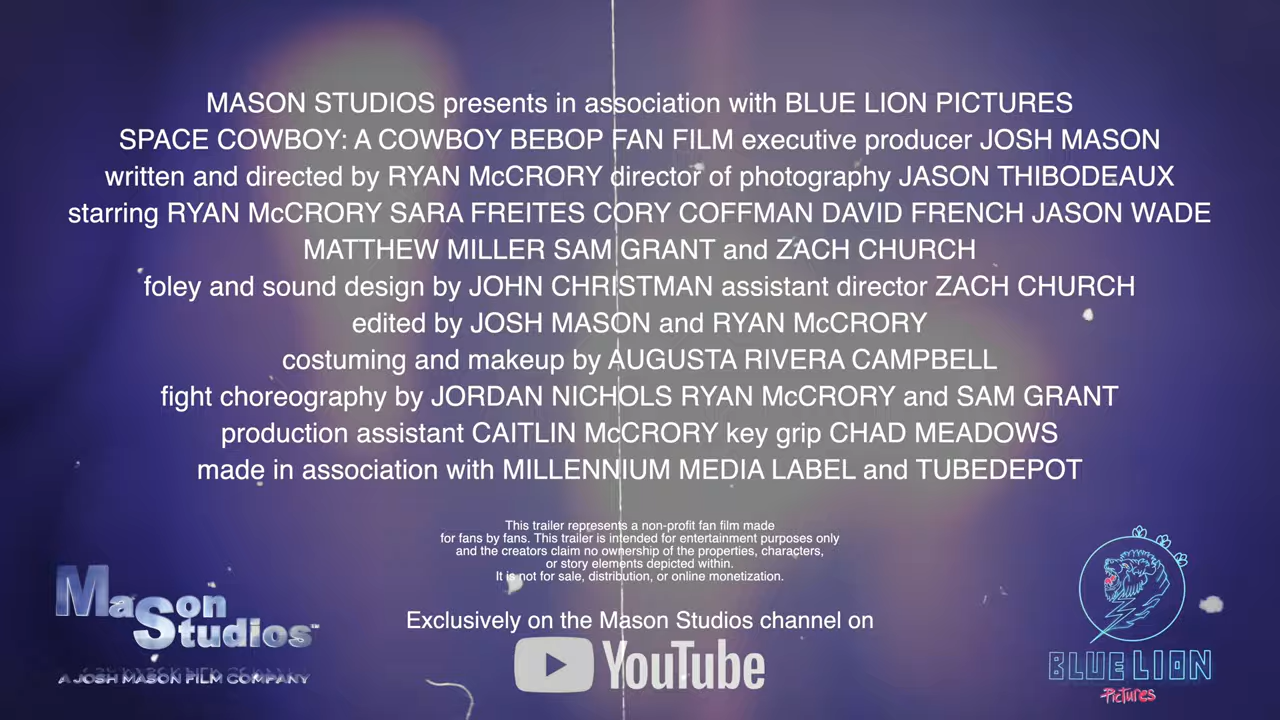 MASON STUDIOS presents in association with BLUE LION PICTURES
SPACE COWBOY: A COWBOY BEBOP FAN FILM executive producer JOSH MASON
written and directed by RYAN McCRORY director of photography JASON THIBODEAUX
starring RYAN McCRORY SARA FREITES CORY COFFMAN DAVID FRENCH JASON WADE
MATTHEW MILLER SAM GRANT and ZACH CHURCH
foley and sound design by JOHN CHRISTMAN assistant director ZACH CHURCH
edited by JOSH MASON and RYAN McCRORY
costuming and makeup by AUGUSTA RIVERA CAMPBELL
fight choreography by JORDAN NICHOLS RYAN McCRORY and SAM GRANT
production assistant CAITLIN McCRORY key grip CHAD MEADOWS
made in association with MILLENNIUM MEDIA LABEL and TUBEDEPOT
This trailer represents a non-profit fan film made
for fans by fans. This trailer is intended for entertainment purposes only
and the creators claim no ownership of the properties, characters,
or story elements depicted within.
It is not for sale, distribution, or online monetization.
Exclusively on the Mason Studios channel on
YouTube
Mason
Studios™
A JOSH MASON FILM COMPANY
BLUE LION
Pictures